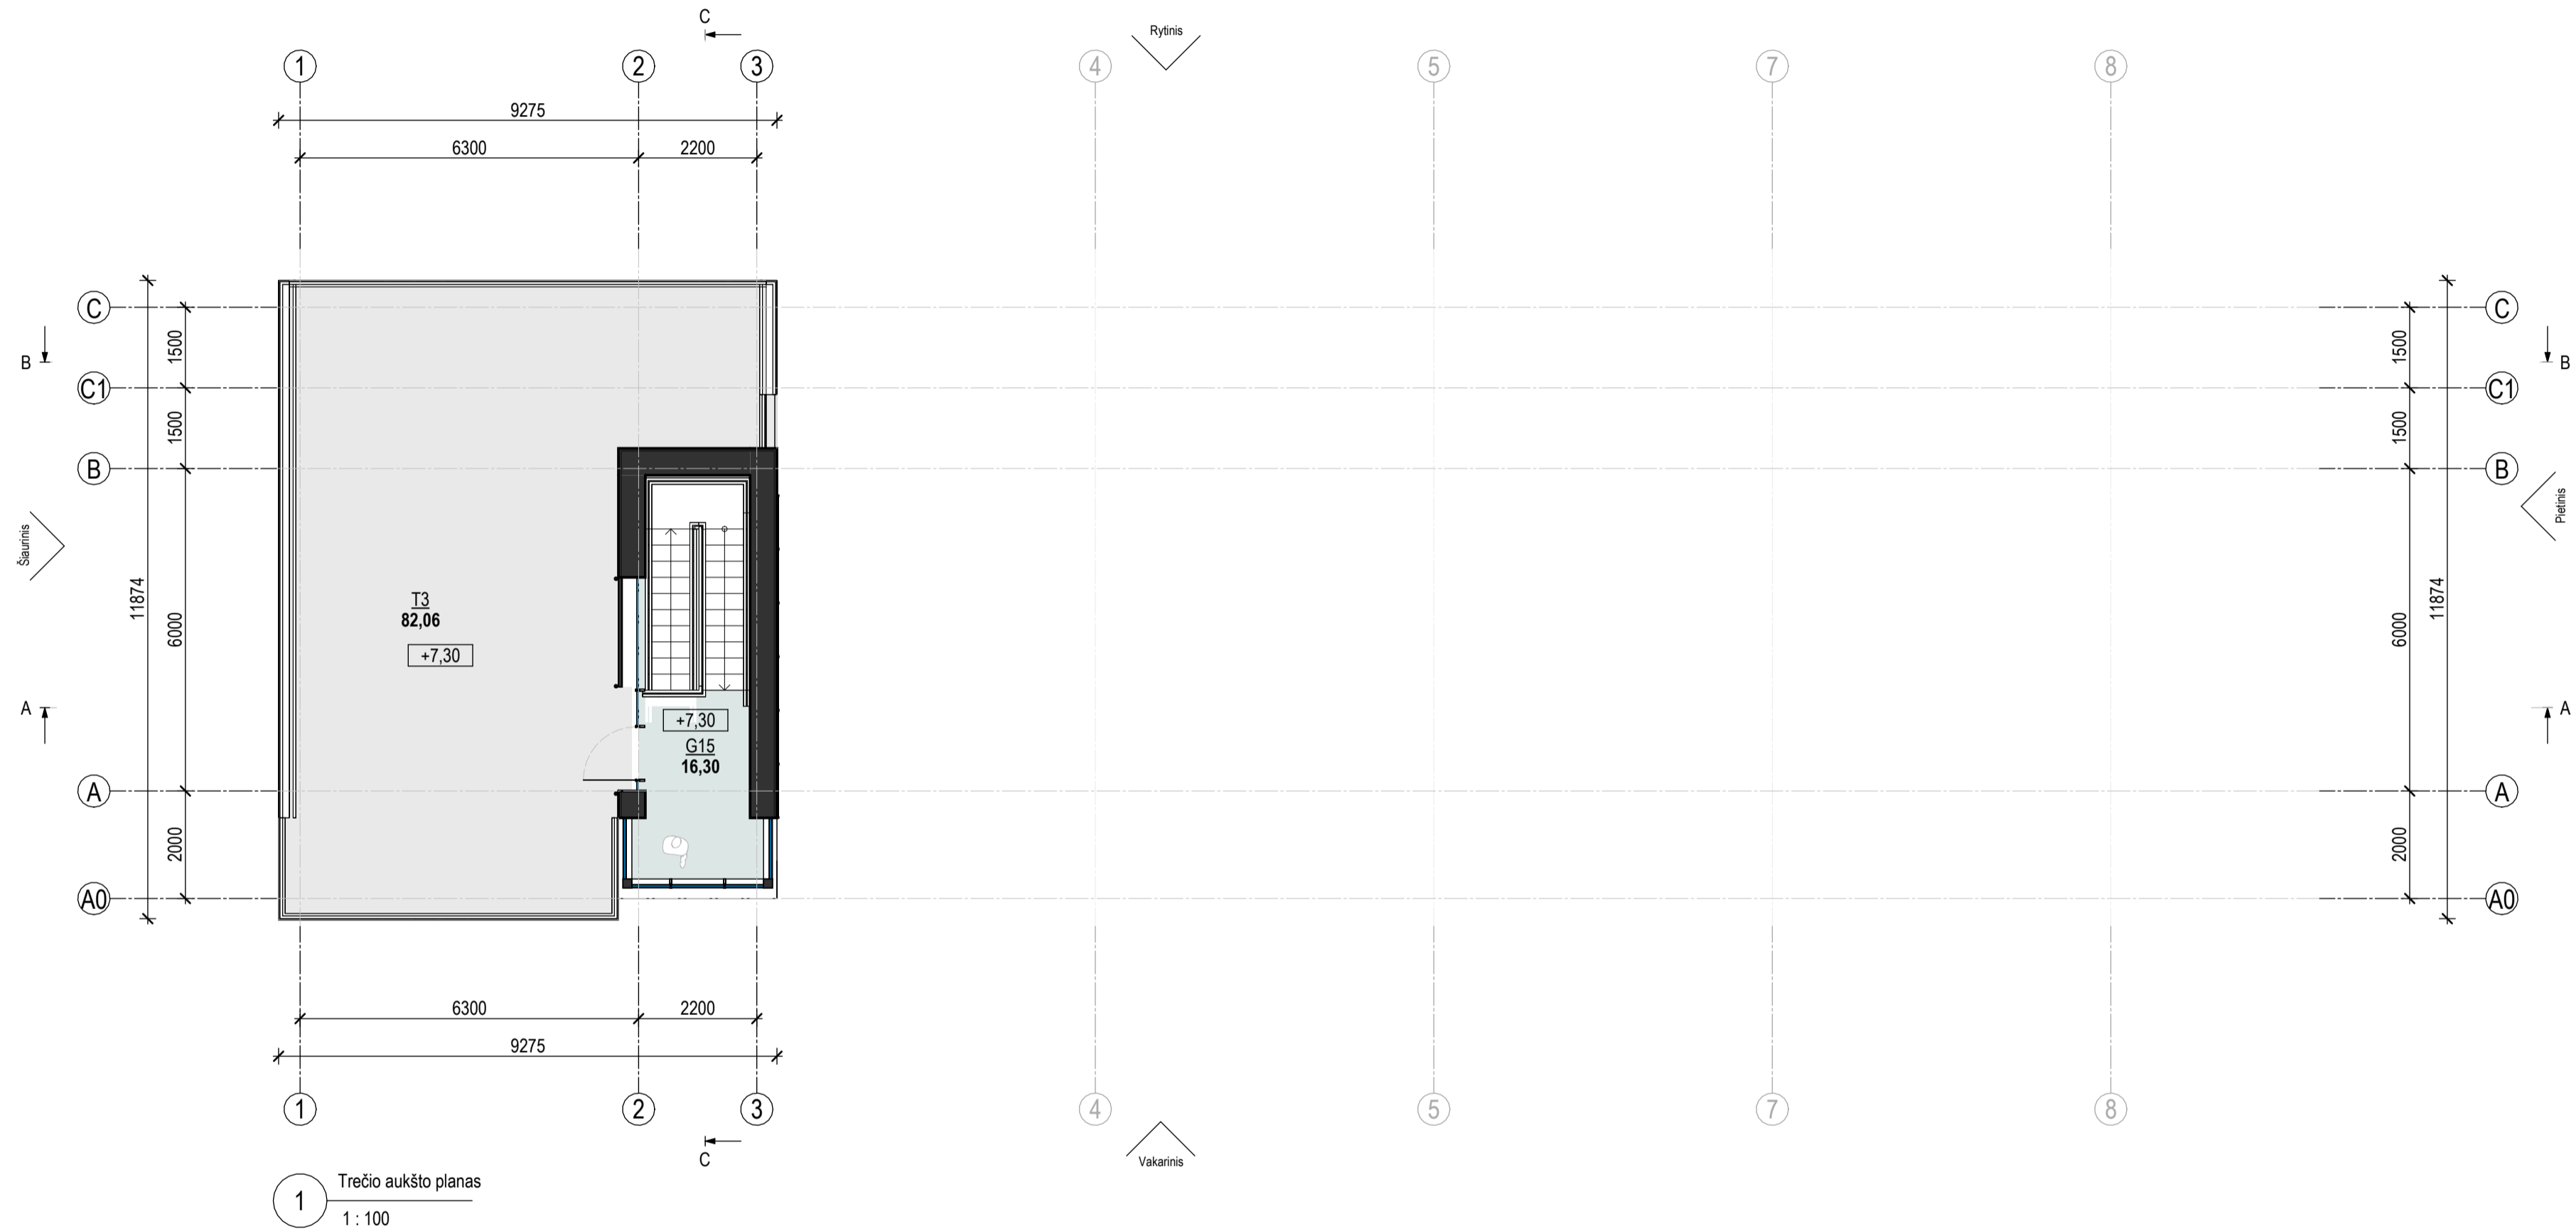 C
Rytinis
1 2 3 4 5 7 8
9275
6300 2200
C C
1500 1500
B B
C1 C1
1500 1500
B B
Šiaurinis
Pietinis
11874 11874
T3
82,06
+7,30
6000 6000
A A
+7,30
G15
16,30
A A
2000 2000
A0 A0
6300 2200
9275
1 2 3 4 5 7 8
C
Vakarinis
1
Trečio aukšto planas
1 : 100